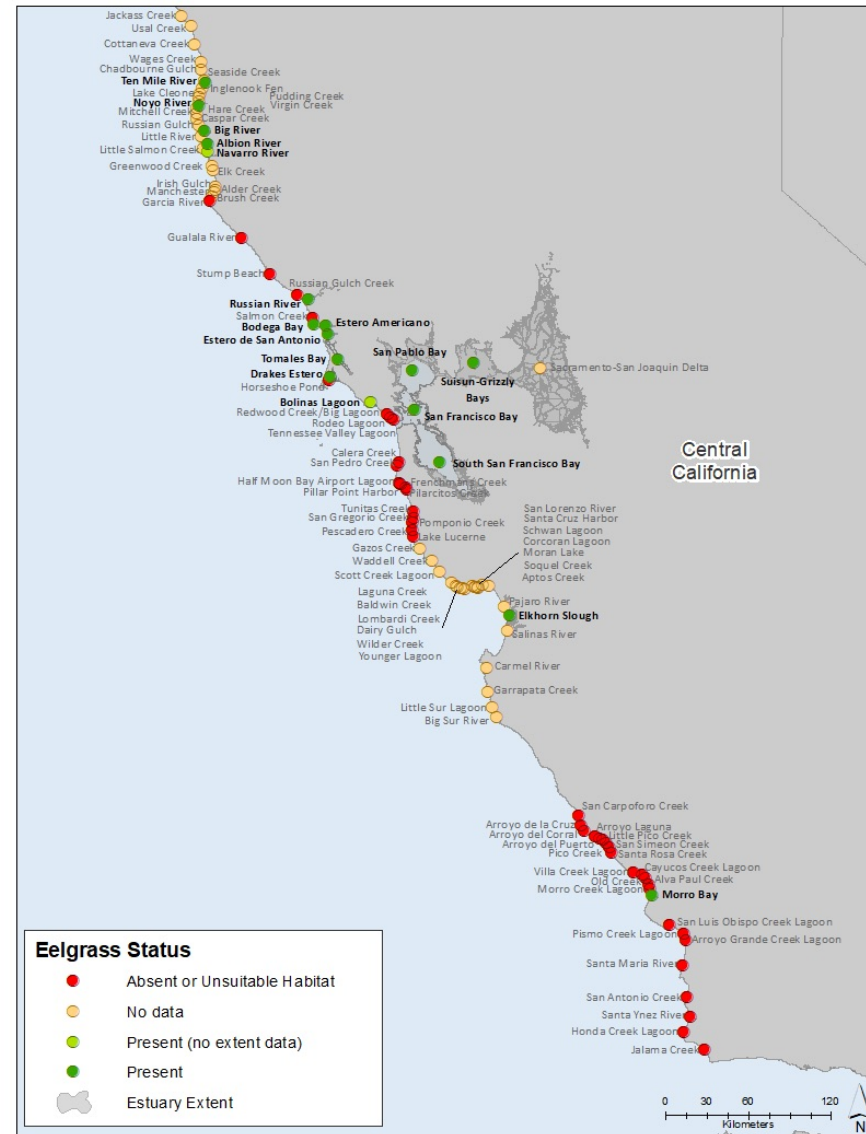 Jackass Creek
Usal Creek
Cottaneva Creek
Wages Creek
Chadbourne Gulch
Seaside Creek
Ten Mile River
Inglenook Fen
Lake Cleone
Pudding Creek
Noyo River
Virgin Creek
Mitchell Creek
Hare Creek
Caspar Creek
Russian Gulch
Big River
Little River
Albion River
Little Salmon Creek
Navarro River
Greenwood Creek
Elk Creek
Irish Gulch
Manchester
Alder Creek
Garcia River
Brush Creek
Gualala River
Stump Beach
Russian Gulch Creek
Russian River
Salmon Creek
Bodega Bay
Estero Americano
Estero de San Antonio
San Pablo Bay
Tomales Bay
Suisun-Grizzly
Bays
Sacramento-San Joaquin Delta
Drakes Estero
Horseshoe Pond
Bolinas Lagoon
Redwood Creek/Big Lagoon
San Francisco Bay
Rodeo Lagoon
Tennessee Valley Lagoon
Central
California
Calera Creek
San Pedro Creek
South San Francisco Bay
Half Moon Bay Airport Lagoon
Frenchmans Creek
Pillar Point Harbor
Pilarcitos Creek
Tunitas Creek
San Gregorio Creek
Pomponio Creek
Pescadero Creek
Lake Lucerne
San Lorenzo River
Santa Cruz Harbor
Schwan Lagoon
Corcoran Lagoon
Moran Lake
Soquel Creek
Aptos Creek
Gazos Creek
Waddell Creek
Scott Creek Lagoon
Laguna Creek
Baldwin Creek
Lombardi Creek
Dairy Gulch
Wilder Creek
Younger Lagoon
Pajaro River
Elkhorn Slough
Salinas River
Carmel River
Garrapata Creek
Little Sur Lagoon
Big Sur River
San Carpoforo Creek
Arroyo de la Cruz
Arroyo Laguna
Arroyo del Corral
Little Pico Creek
Arroyo del Puerto
San Simeon Creek
Pico Creek
Santa Rosa Creek
Villa Creek Lagoon
Cayucos Creek Lagoon
Old Creek
Alva Paul Creek
Morro Creek Lagoon
Morro Bay
San Luis Obispo Creek Lagoon
Pismo Creek Lagoon
Arroyo Grande Creek Lagoon
Santa Maria River
San Antonio Creek
Santa Ynez River
Honda Creek Lagoon
Jalama Creek
Eelgrass Status
Absent or Unsuitable Habitat
No data
Present (no extent data)
Present
Estuary Extent
0 30 60 120
Kilometers
N